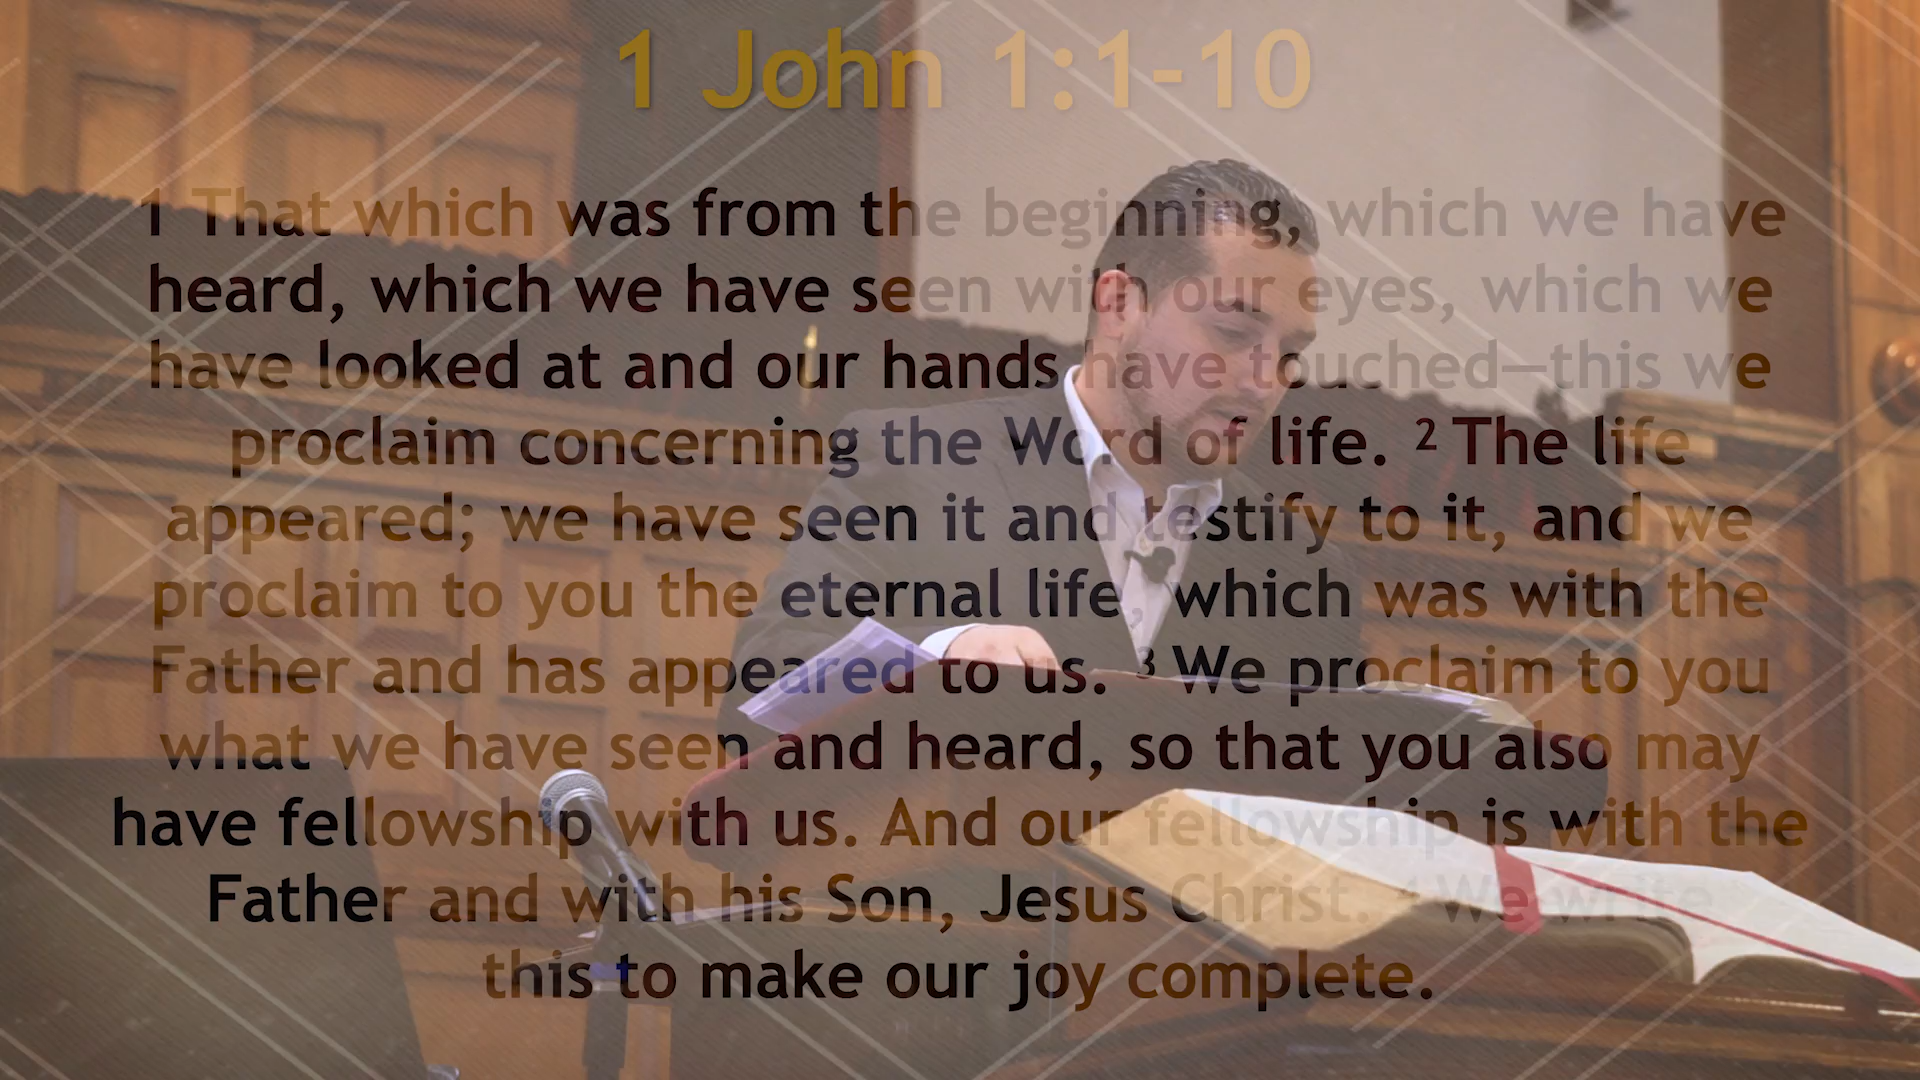 1 John 1:1-10
1 That which was from the beginning, which we have
heard, which we have seen with our eyes, which we
have looked at and our hands have touched—this we
proclaim concerning the Word of life. 2 The life
appeared; we have seen it and testify to it, and we
proclaim to you the eternal life, which was with the
Father and has appeared to us. 3 We proclaim to you
what we have seen and heard, so that you also may
have fellowship with us. And our fellowship is with the
Father and with his Son, Jesus Christ. 4 We write
this to make our joy complete.